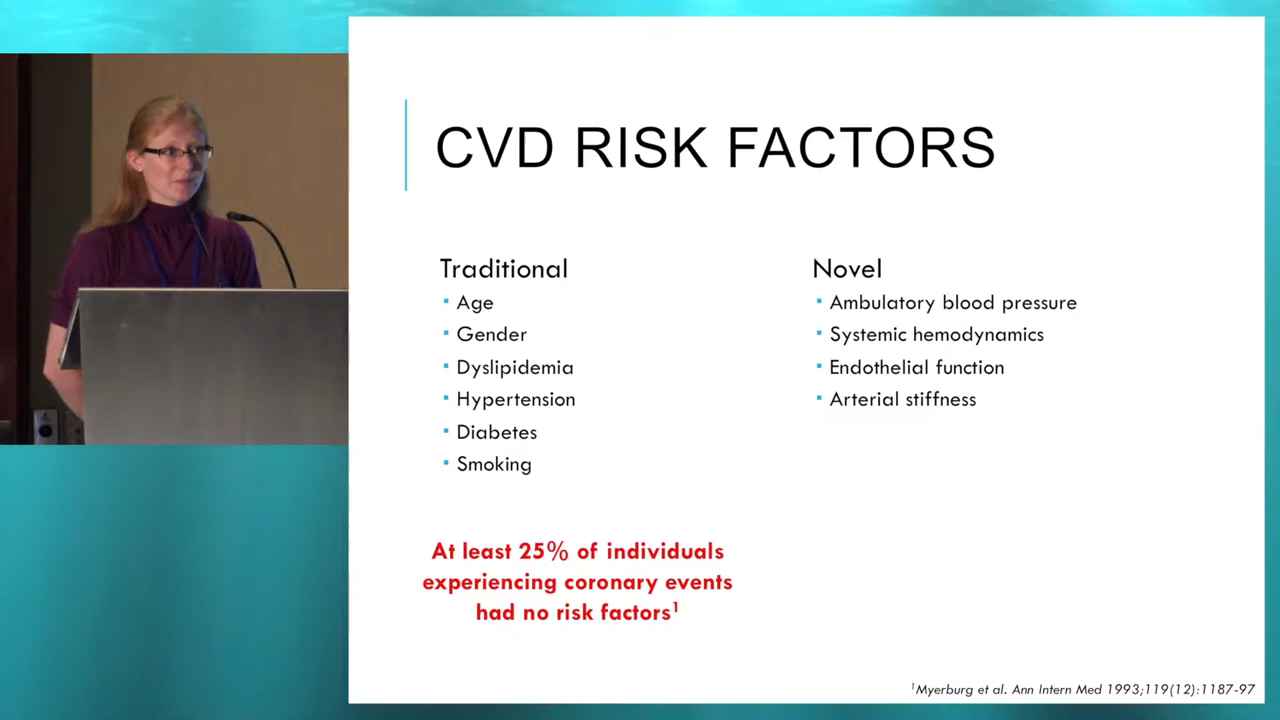 CVD RISK FACTORS
Traditional
Age
Gender
Dyslipidemia
Hypertension
Diabetes
Smoking
Novel
Ambulatory blood pressure
Systemic hemodynamics
Endothelial function
Arterial stiffness
At least 25% of individuals
experiencing coronary events
had no risk factors¹
¹Myerburg et al. Ann Intern Med 1993;119(12):1187-97